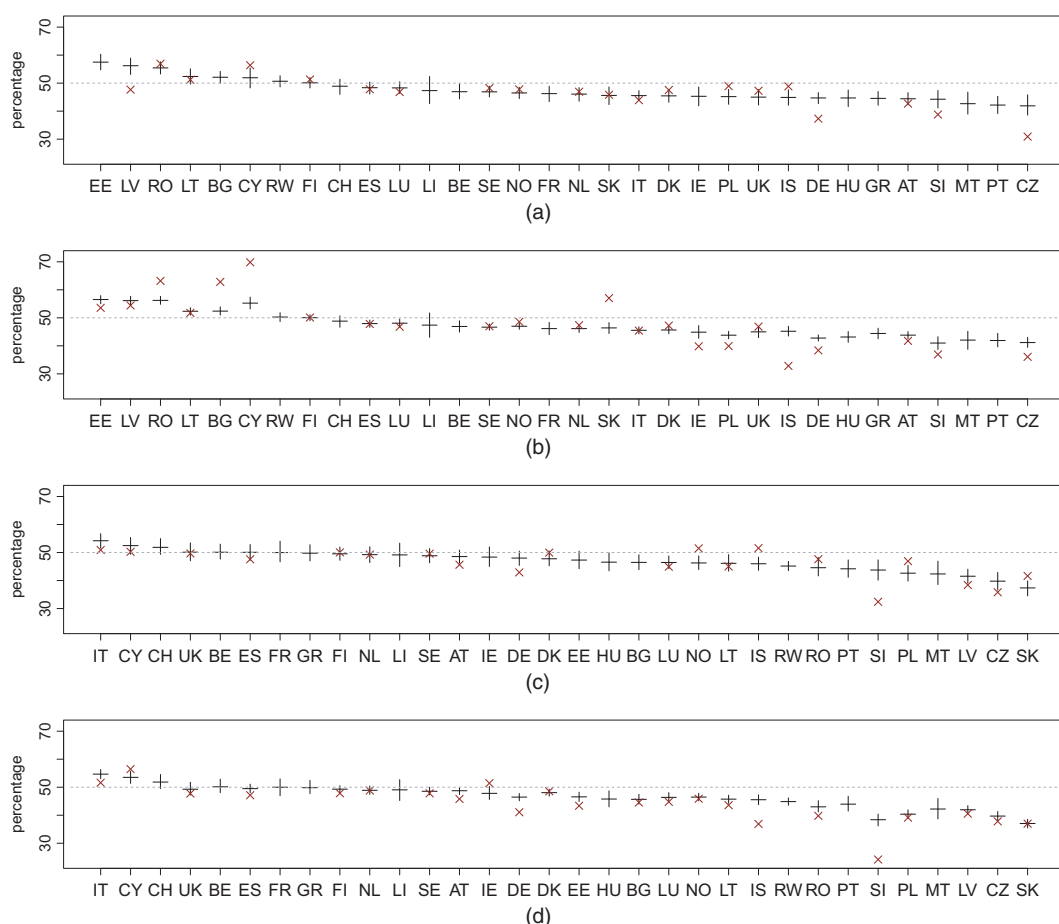 percentage
70
50
30
EE LV RO LT BG CY RW FI CH ES LU LI BE SE NO FR NL SK IT DK IE PL UK IS DE HU GR AT SI MT PT CZ
(a)
percentage
70
50
30
EE LV RO LT BG CY RW FI CH ES LU LI BE SE NO FR NL SK IT DK IE PL UK IS DE HU GR AT SI MT PT CZ
(b)
percentage
70
50
30
IT CY CH UK BE ES FR GR FI NL LI SE AT IE DE DK EE HU BG LU NO LT IS RW RO PT SI PL MT LV CZ SK
(c)
percentage
70
50
30
IT CY CH UK BE ES FR GR FI NL LI SE AT IE DE DK EE HU BG LU NO LT IS RW RO PT SI PL MT LV CZ SK
(d)